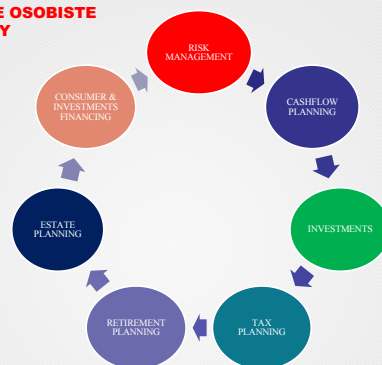 E OSOBISTE
Y
RISK
MANAGEMENT
CASHFLOW
PLANNING
INVESTMENTS
TAX
PLANNING
RETIREMENT
PLANNING
ESTATE
PLANNING
CONSUMER &
INVESTMENTS
FINANCING